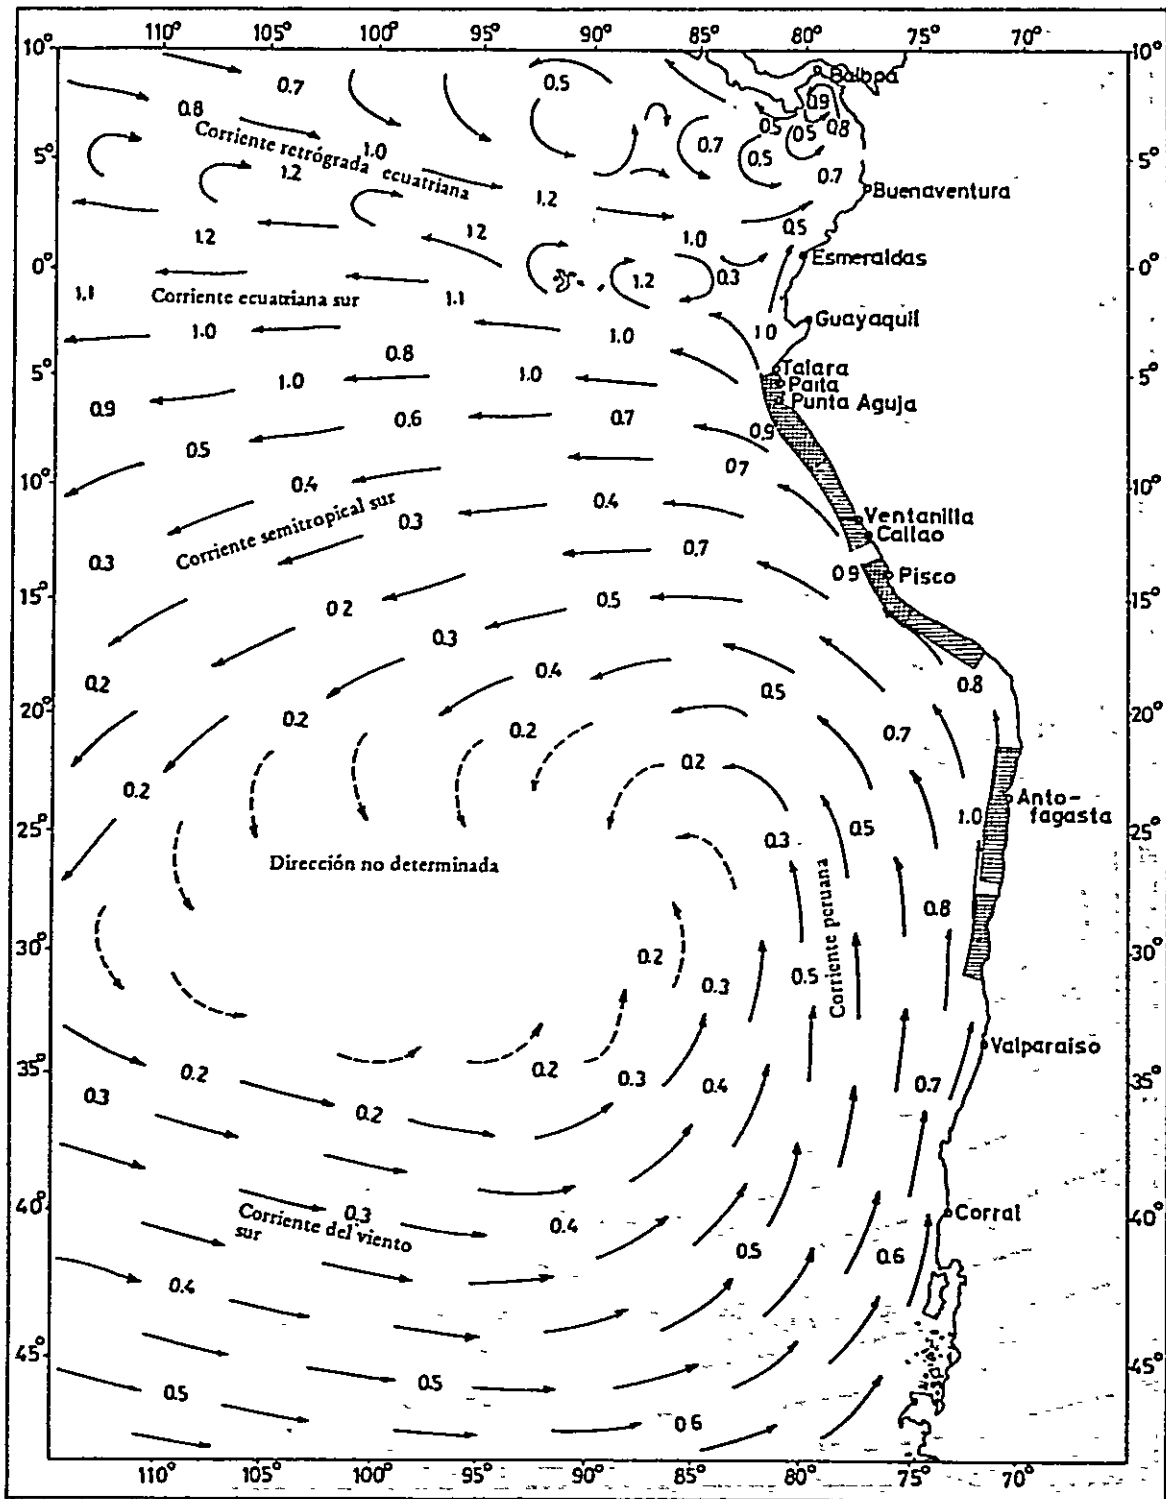 110° 105° 100° 95° 90° 85° 80° 75° 70°
10° 10°
Balboa
0.7 0.5 0.9
0.8 0.5 0.5 0.8
Corriente retrógrada ecuatriana
1.0 0.7 0.5
5° 5°
1.2 0.7
Buenaventura
1.2 0.5
1.2 1.2 1.0
Esmeraldas
0° 0°
1.2 0.3
1.1 Corriente ecuatriana sur 1.1
Guayaquil
1.0 1.0 1.0
0.8
Talara
5° 5°
1.0 1.0
Paita
Punta Aguja
0.9 0.6 0.7 0.9
0.5 0.7
10° 10°
0.4 0.4
Corriente semitropical sur
Ventanilla
0.3
Callao
0.3 0.7 0.9
Pisco
15° 15°
0.2 0.5
0.3
0.4
0.2 0.5 0.8
20° 20°
0.2 0.2 0.7
0.2
0.2
Anto-
fagasta
1.0
25° 25°
0.3 0.5
Dirección no determinada
Corriente peruana
0.8
30° 30°
0.2
0.3 0.5
Valparaiso
35° 35°
0.2 0.2 0.3 0.4 0.7
0.3 0.2
40° 40°
Corriente del viento
sur
0.3 0.4
Corral
0.5 0.6
0.4
45° 45°
0.5 0.5
0.6
110° 105° 100° 95° 90° 85° 80° 75° 70°